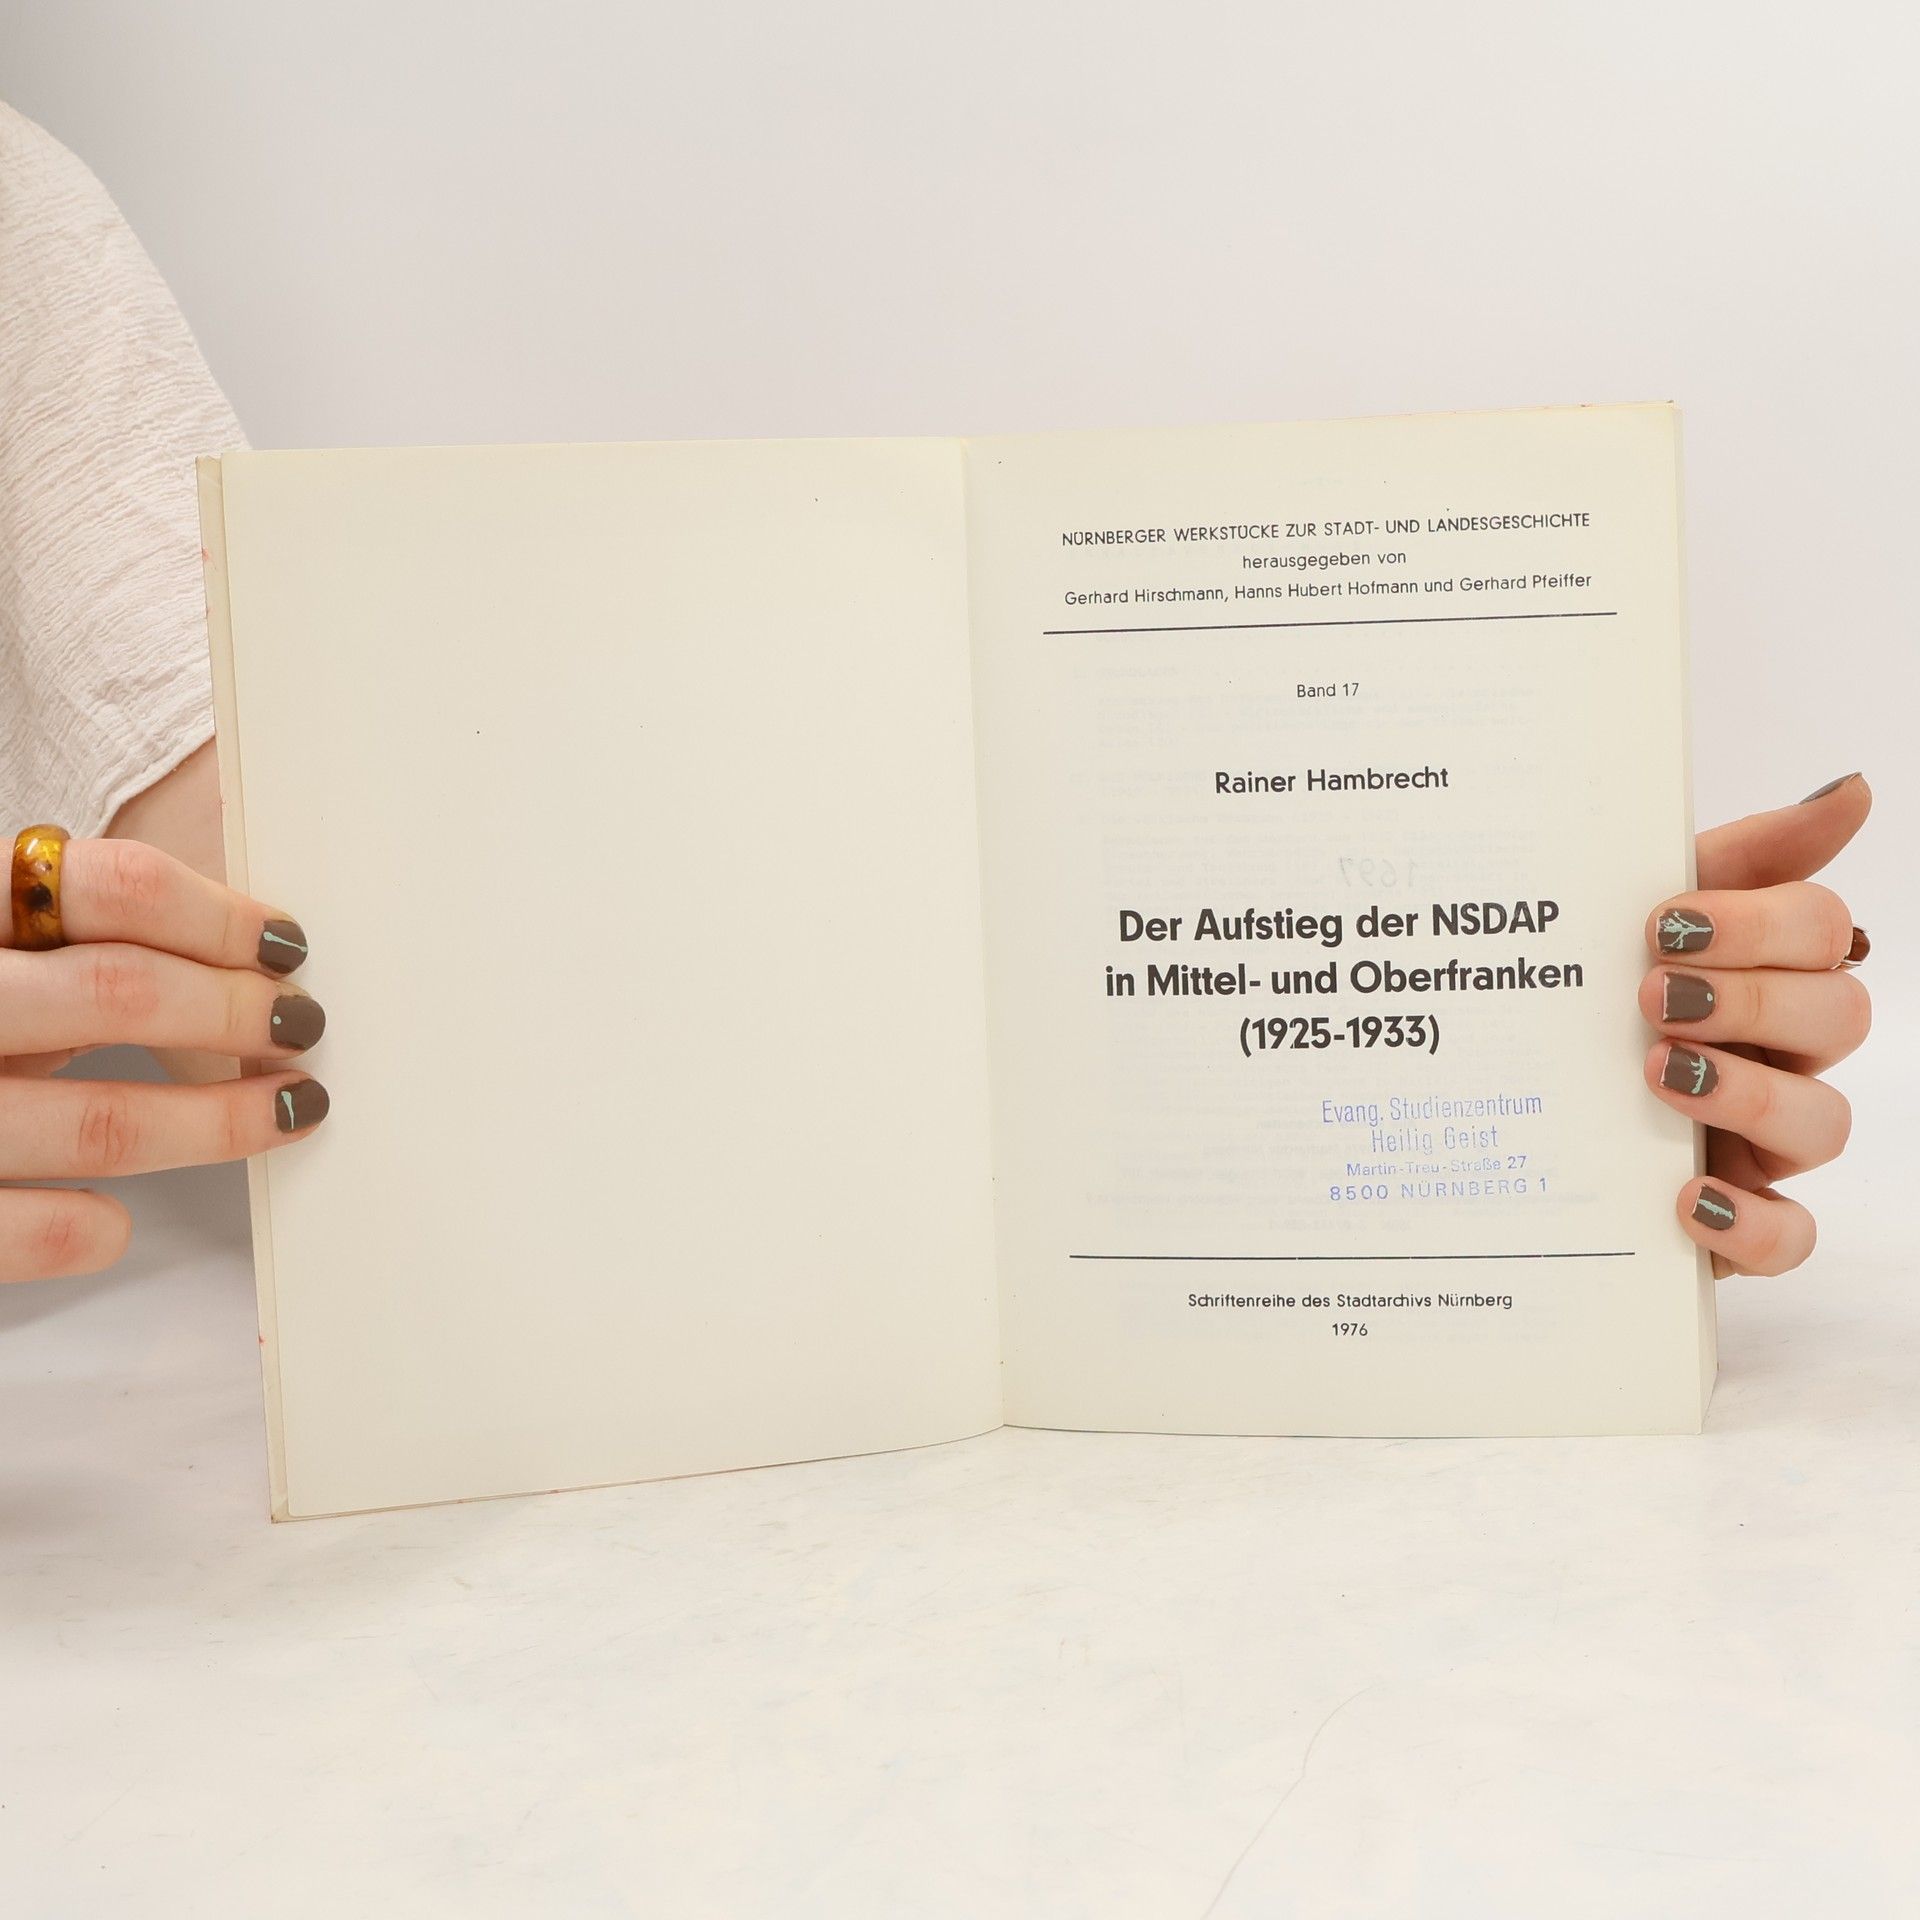 NÜRNBERGER WERKSTÜCKE ZUR STADT- UND LANDESGESCHICHTE
herausgegeben von
Gerhard Hirschmann, Hanns Hubert Hofmann und Gerhard Pfeiffer
Band 17
Rainer Hambrecht
1697
Der Aufstieg der NSDAP
in Mittel- und Oberfranken
(1925-1933)
Evang. Studienzentrum
Heilig Geist
Martin-Treu-Straße 27
8500 NÜRNBERG 1
Schriftenreihe des Stadtarchivs Nürnberg
1976